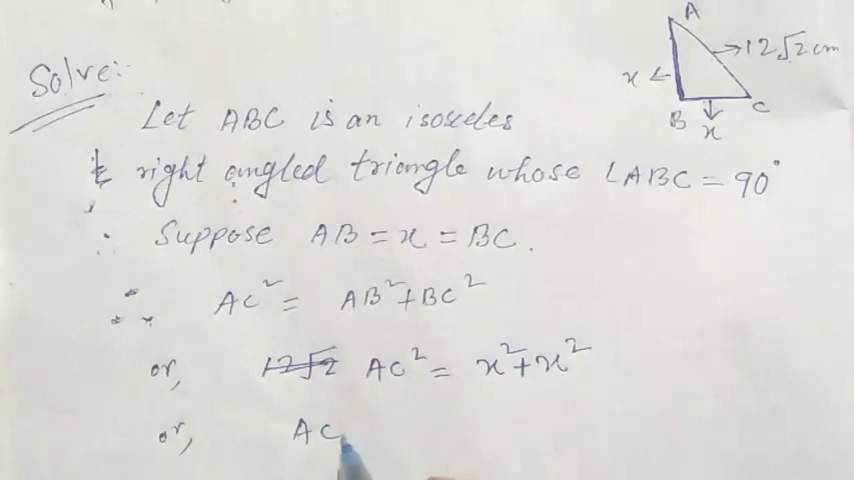 A
12√2 cm
x
B
x
C
Solve:-
Let ABC is an isosceles
right angled triangle whose ∠ABC = 90°
Suppose AB = x = BC.
∴ AC² = AB² + BC²
or, 12√2 AC² = x² + x²
or, AC